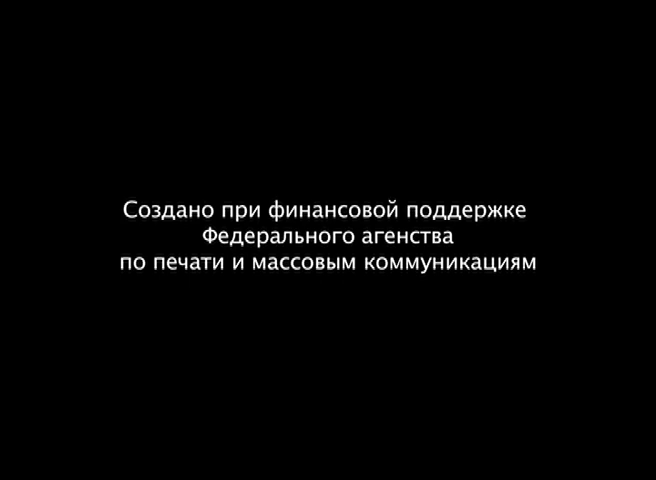 Создано при финансовой поддержке
Федерального агенства
по печати и массовым коммуникациям